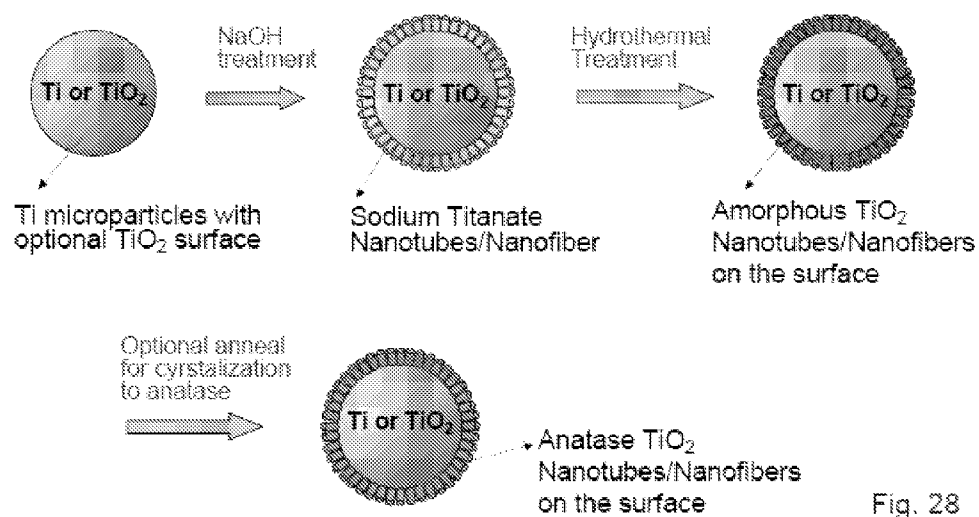 NaOH
treatment
Hydrothermal
Treatment
Ti or TiO₂
Ti or TiO₂
Ti or TiO₂
Ti microparticles with
optional TiO₂ surface
Sodium Titanate
Nanotubes/Nanofiber
Amorphous TiO₂
Nanotubes/Nanofibers
on the surface
Optional anneal
for cyrstalization
to anatase
Ti or TiO₂
Anatase TiO₂
Nanotubes/Nanofibers
on the surface
Fig. 28